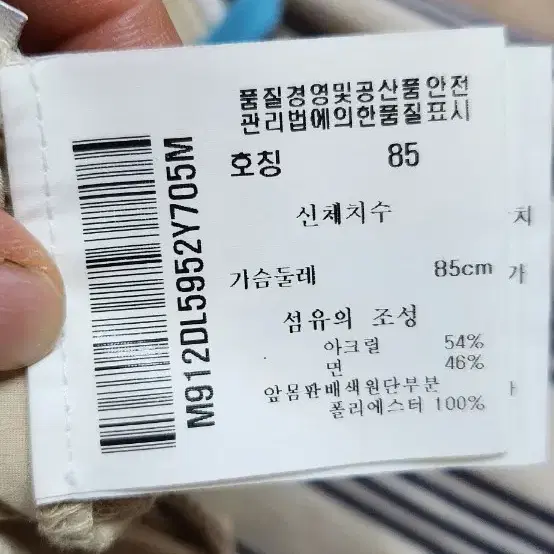 품질경영및공산품안전
관리법에의한품질표시
호칭 85
신체치수
가슴둘레 85cm
섬유의 조성
아크릴 54%
면 46%
앞몸판배색원단부분
폴리에스터 100%
M912DL5952Y705M
치
가